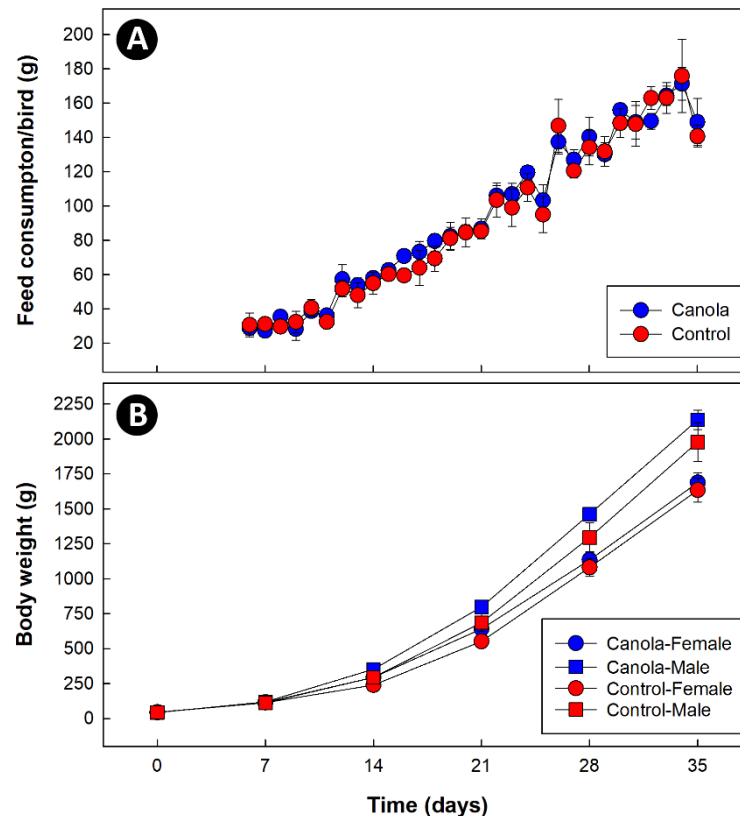 A
Feed consumpton/bird (g)
200
180
160
140
120
100
80
60
40
20
Canola
Control
B
Body weight (g)
2250
2000
1750
1500
1250
1000
750
500
250
0
Canola-Female
Canola-Male
Control-Female
Control-Male
0 7 14 21 28 35
Time (days)